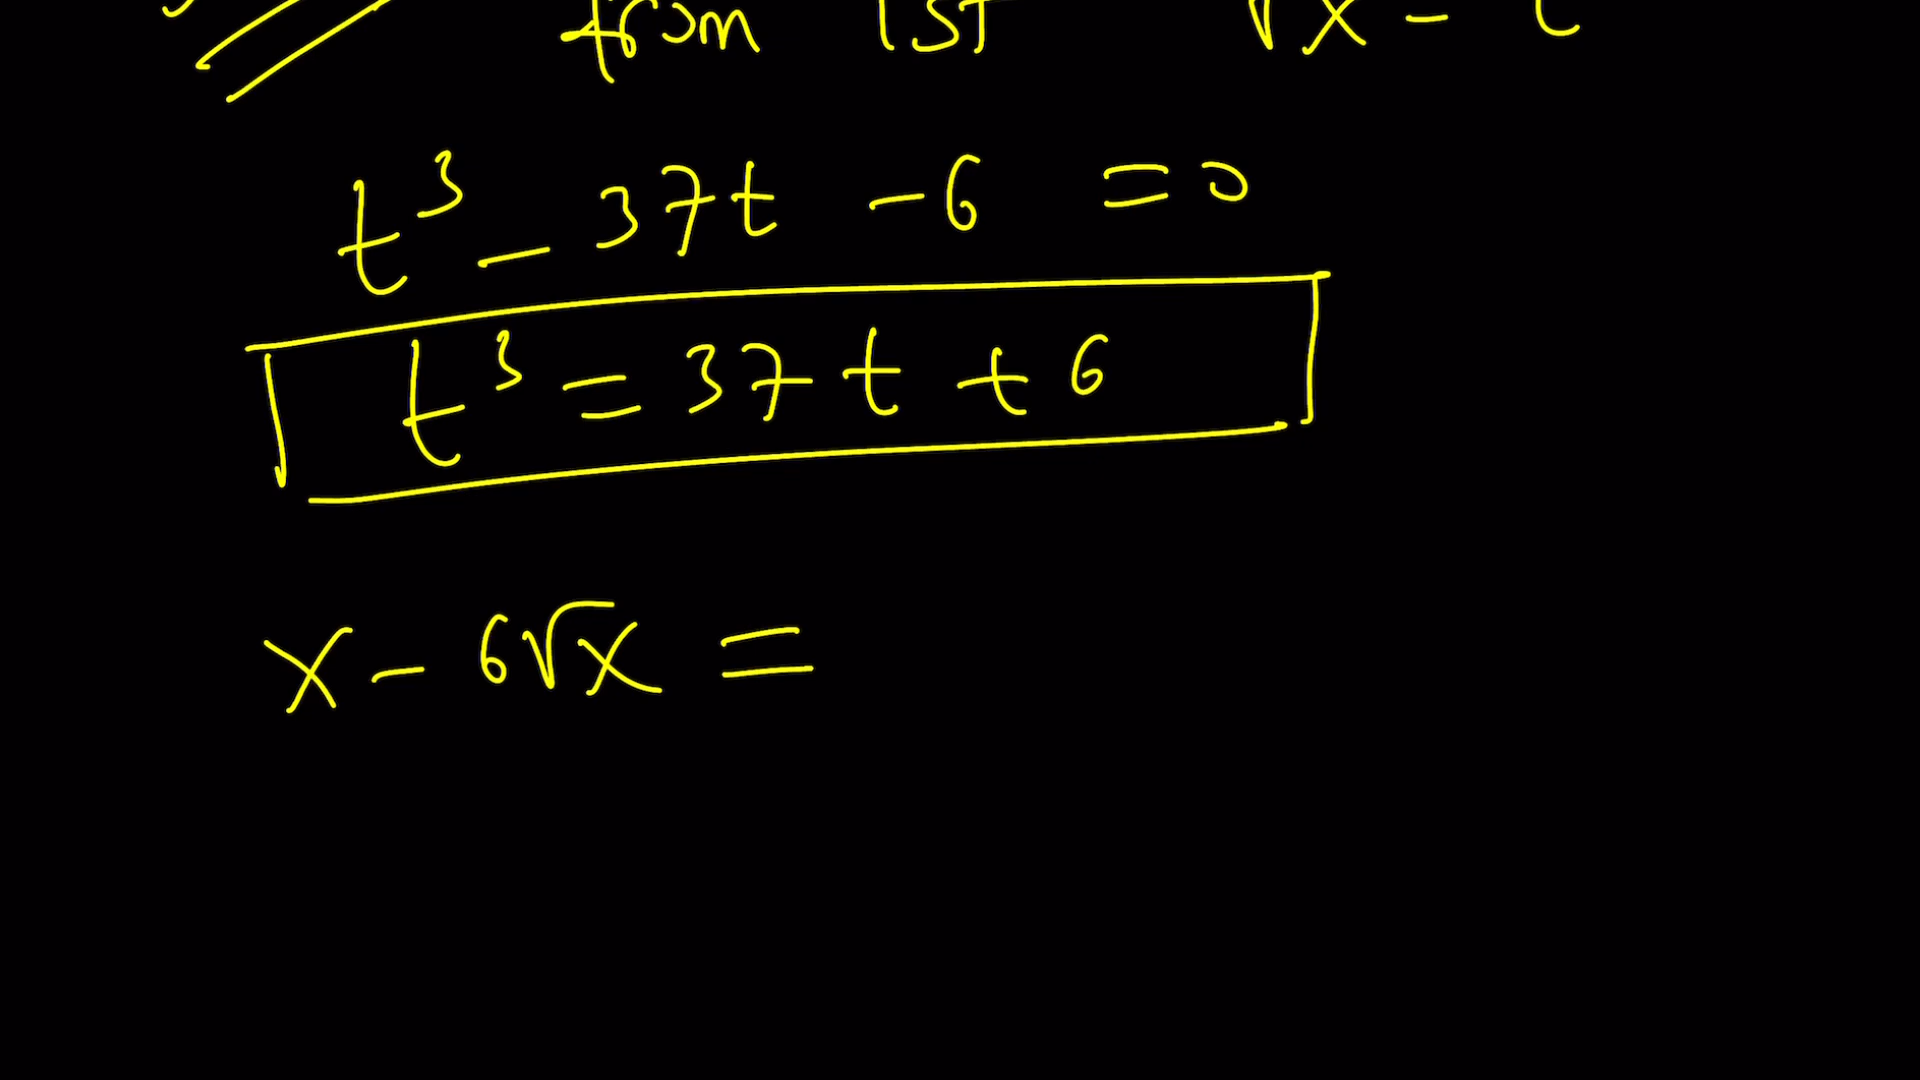 from 1st √x -
t³ - 37t - 6 = 0
t³ = 37t + 6
x - 6√x =